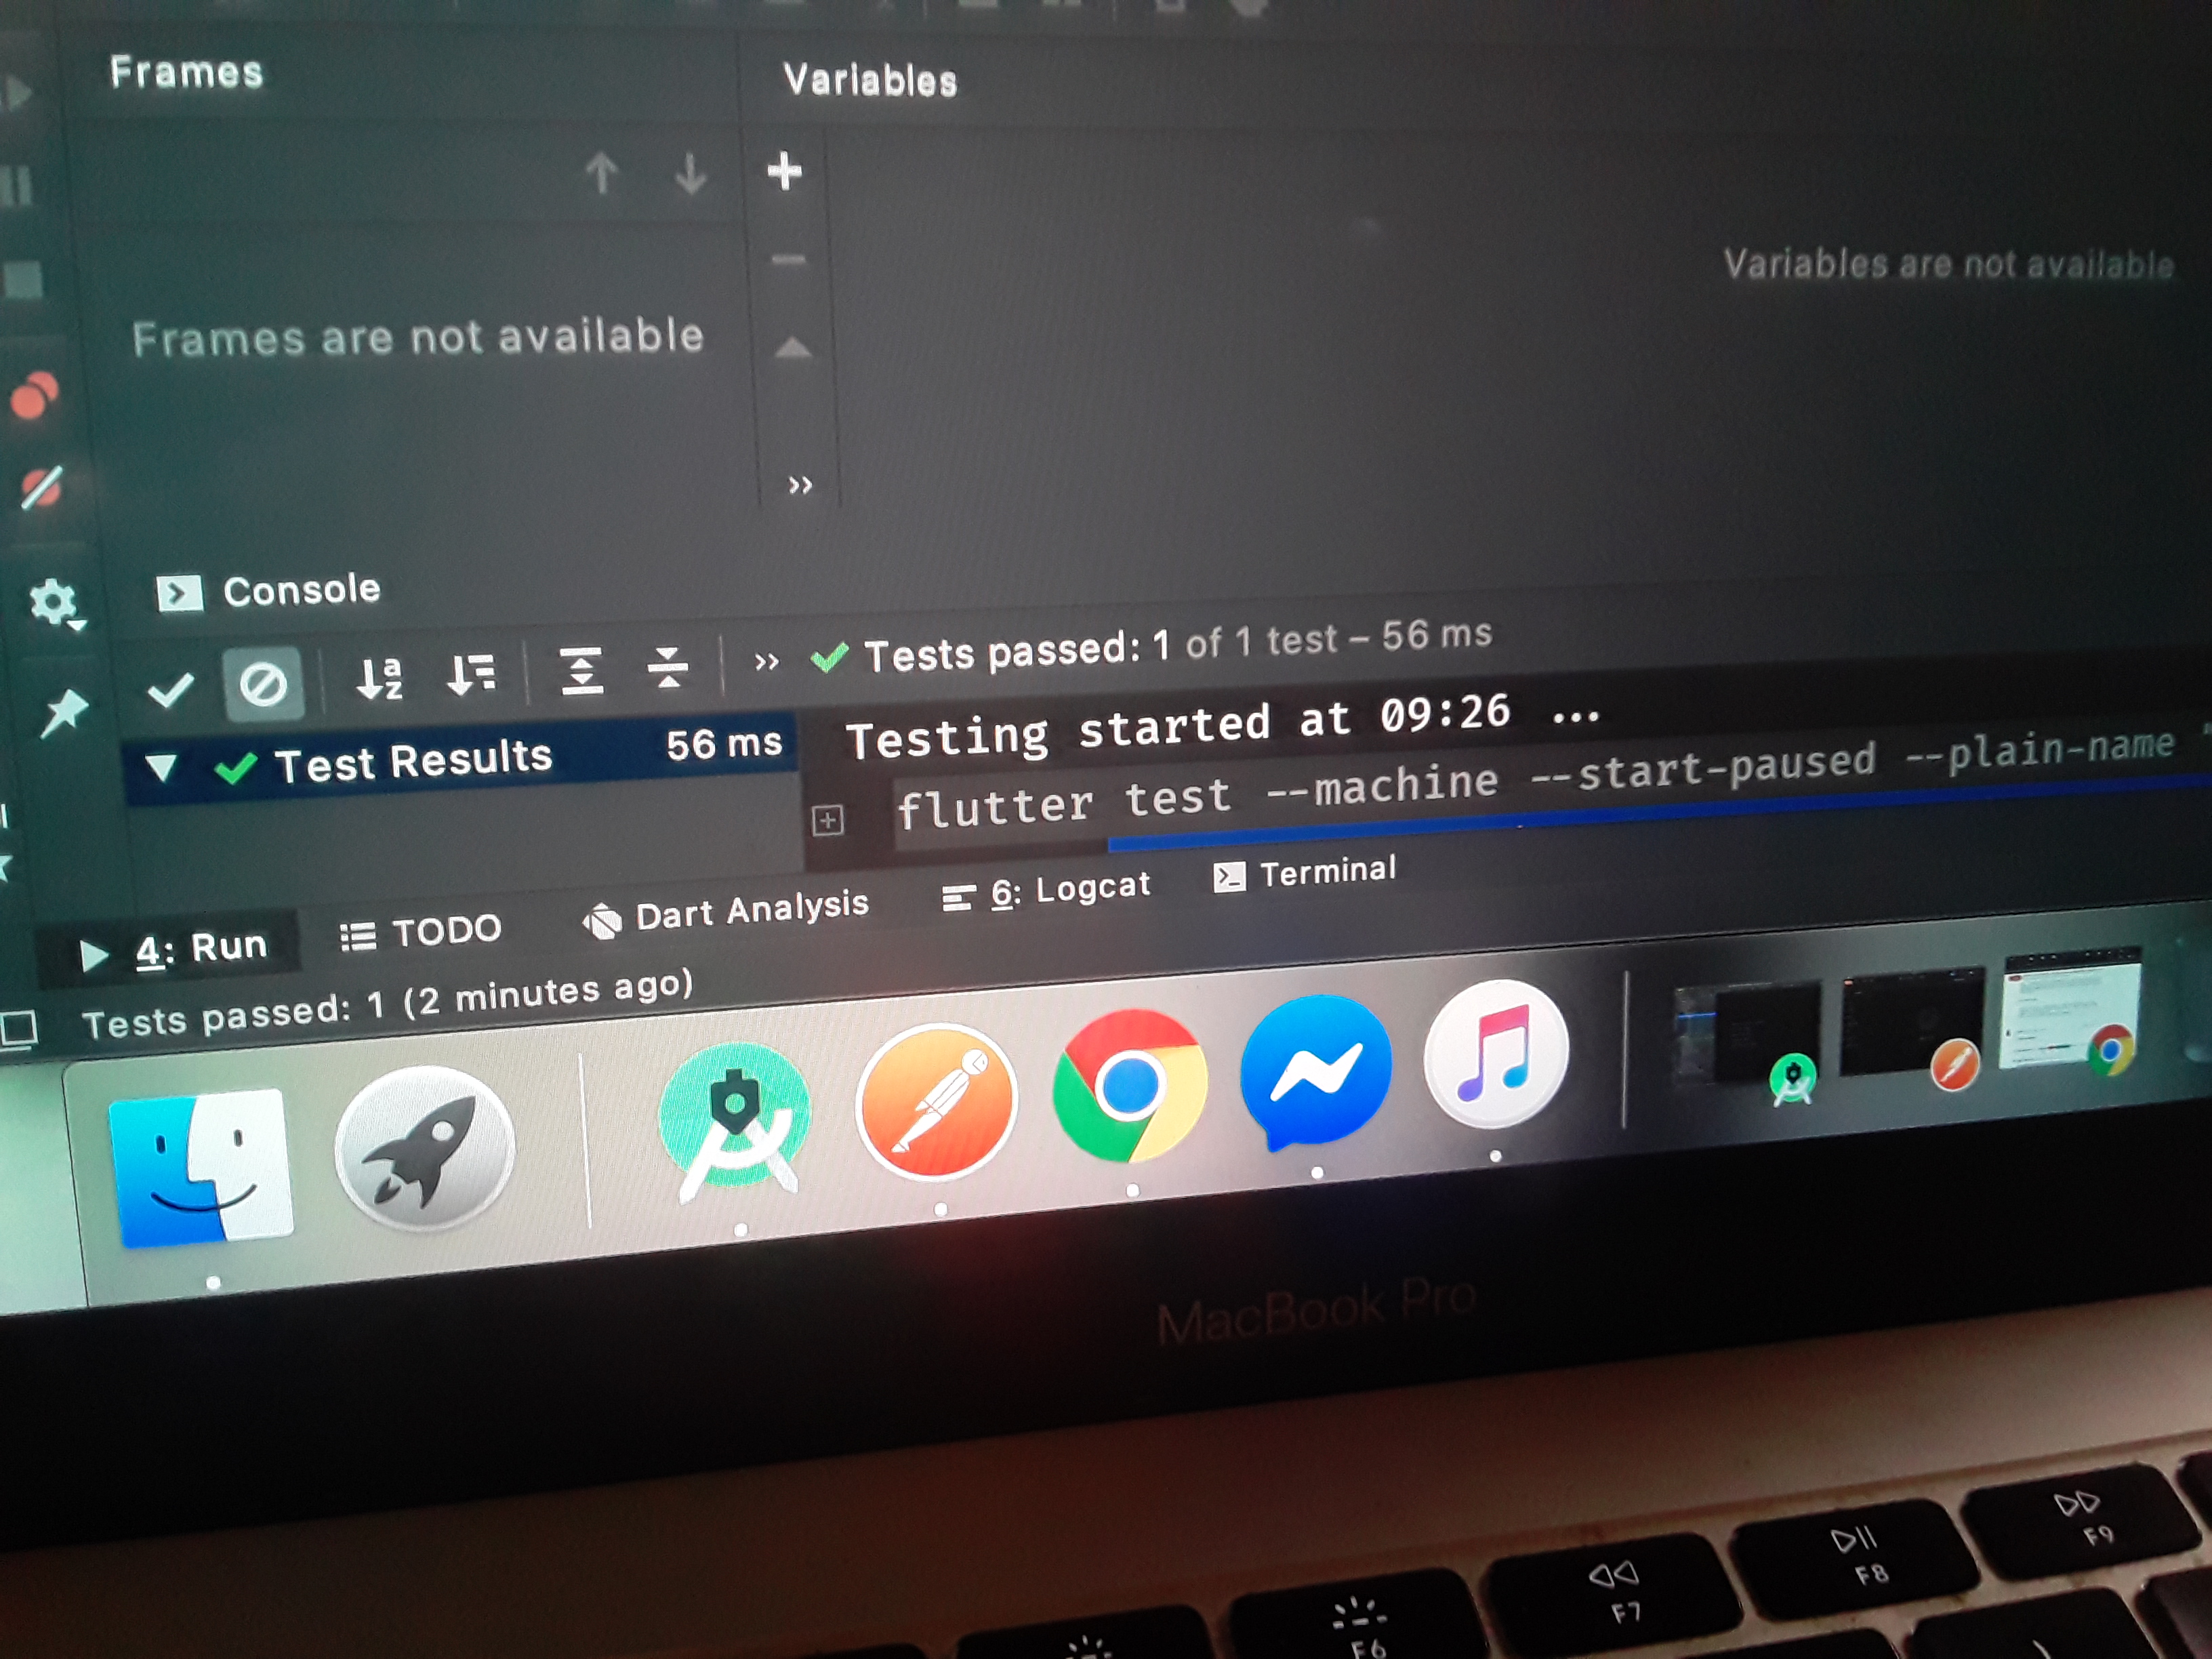 Frames
Variables
Variables are not available
Frames are not available
Console
Tests passed: 1 of 1 test – 56 ms
Test Results 56 ms
Testing started at 09:26 ...
flutter test --machine --start-paused --plain-name "
4: Run
TODO
Dart Analysis
6: Logcat
Terminal
Tests passed: 1 (2 minutes ago)
MacBook Pro
F6
F7
F8
F9